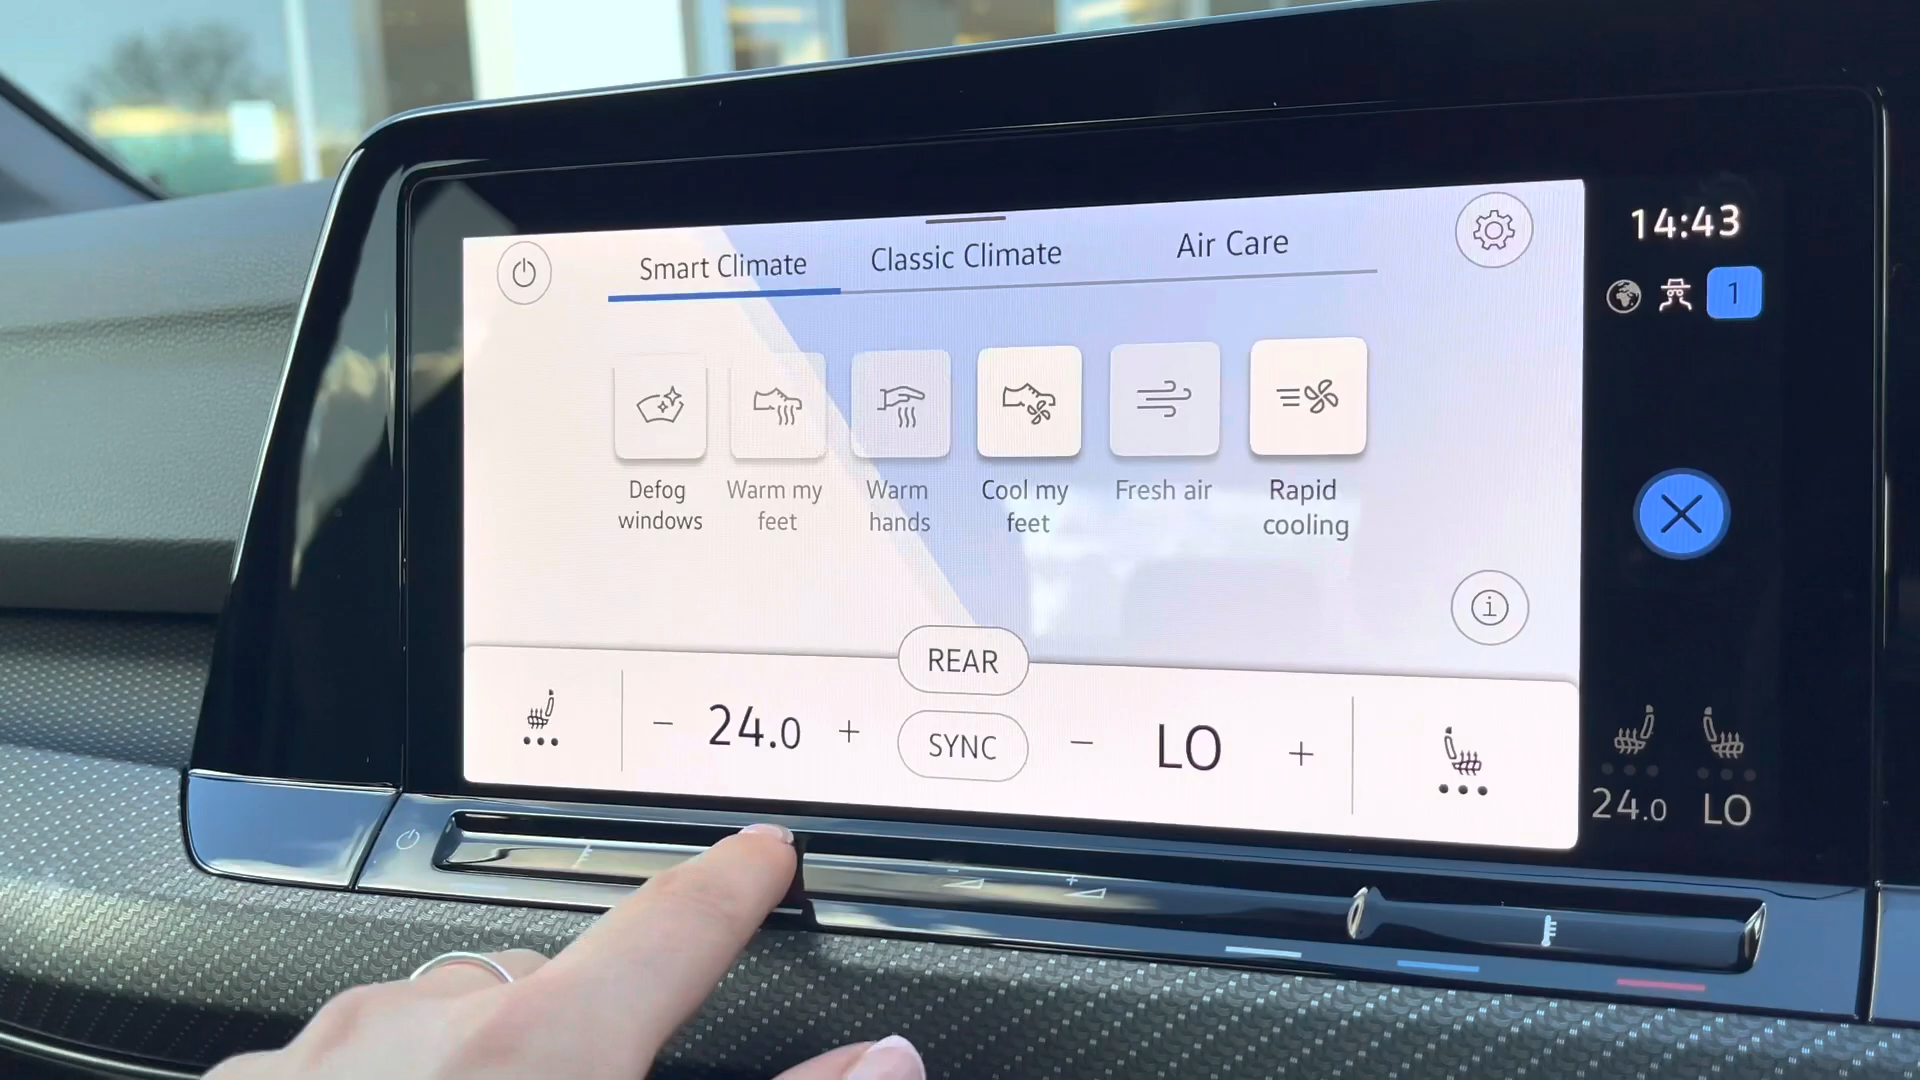 Smart Climate
Classic Climate
Air Care
14:43
1
Defog
windows
Warm my
feet
Warm
hands
Cool my
feet
Fresh air
Rapid
cooling
i
REAR
− 24.0 +
SYNC
− LO +
24.0 LO
− +